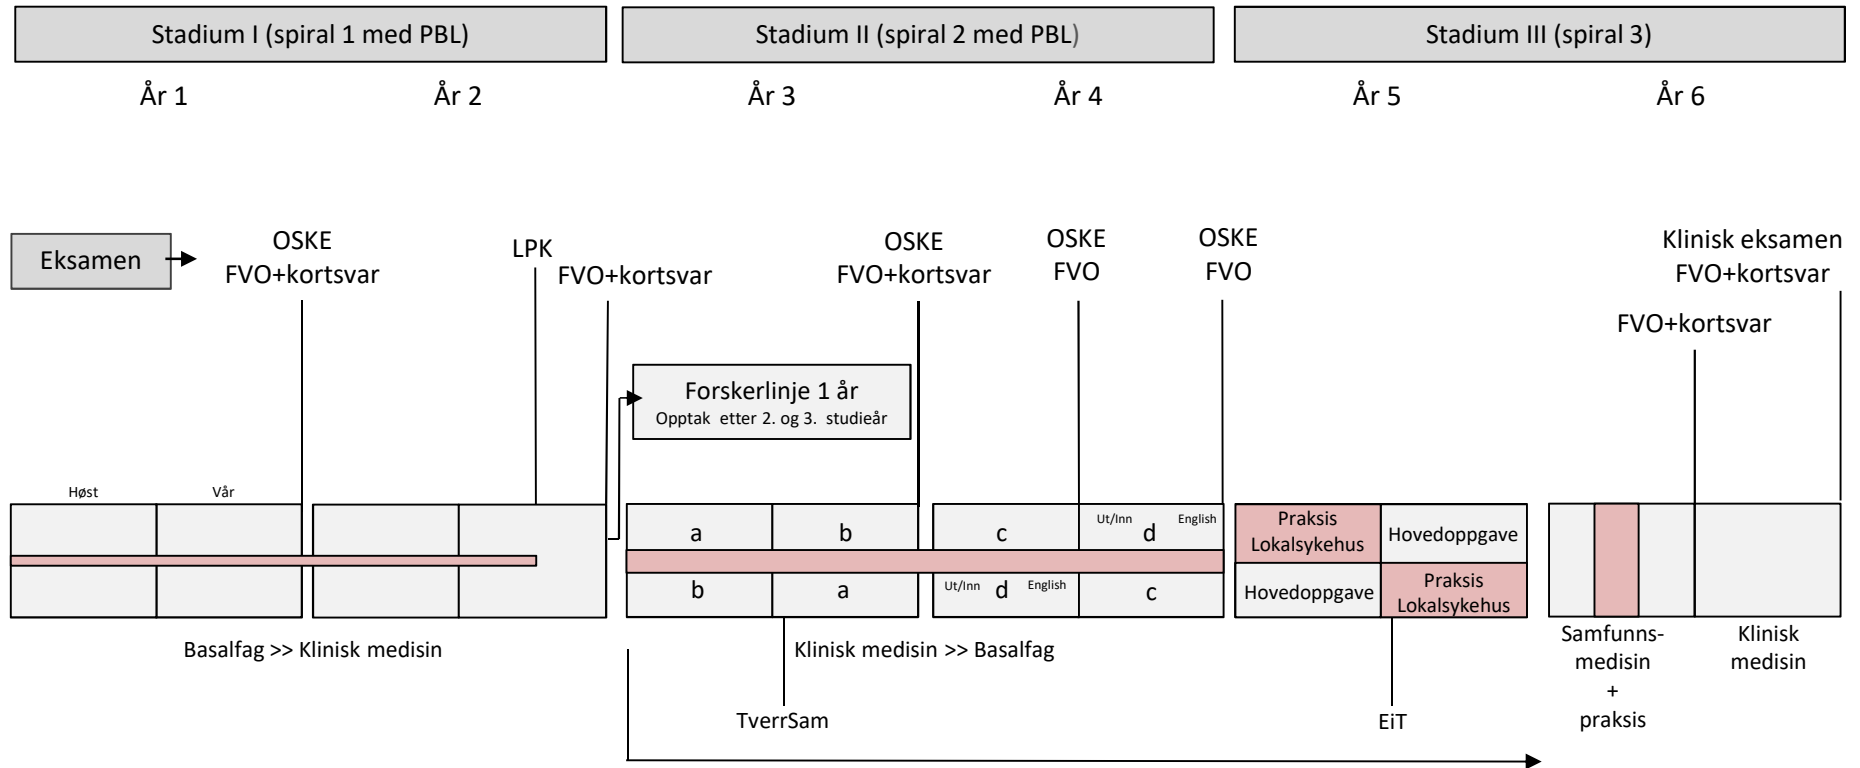 Stadium I (spiral 1 med PBL)
Stadium II (spiral 2 med PBL)
Stadium III (spiral 3)
År 1
År 2
År 3
År 4
År 5
År 6
Eksamen
OSKE
FVO+kortsvar
LPK
FVO+kortsvar
OSKE
FVO+kortsvar
OSKE
FVO
OSKE
FVO
Klinisk eksamen
FVO+kortsvar
FVO+kortsvar
Forskerlinje 1 år
Opptak etter 2. og 3. studieår
Høst
Vår
a
b
c
Ut/Inn d English
Praksis
Lokalsykehus
Hovedoppgave
b
a
Ut/Inn d English
c
Hovedoppgave
Praksis
Lokalsykehus
Basalfag >> Klinisk medisin
Klinisk medisin >> Basalfag
Samfunns-
medisin
+
praksis
Klinisk
medisin
TverrSam
EiT